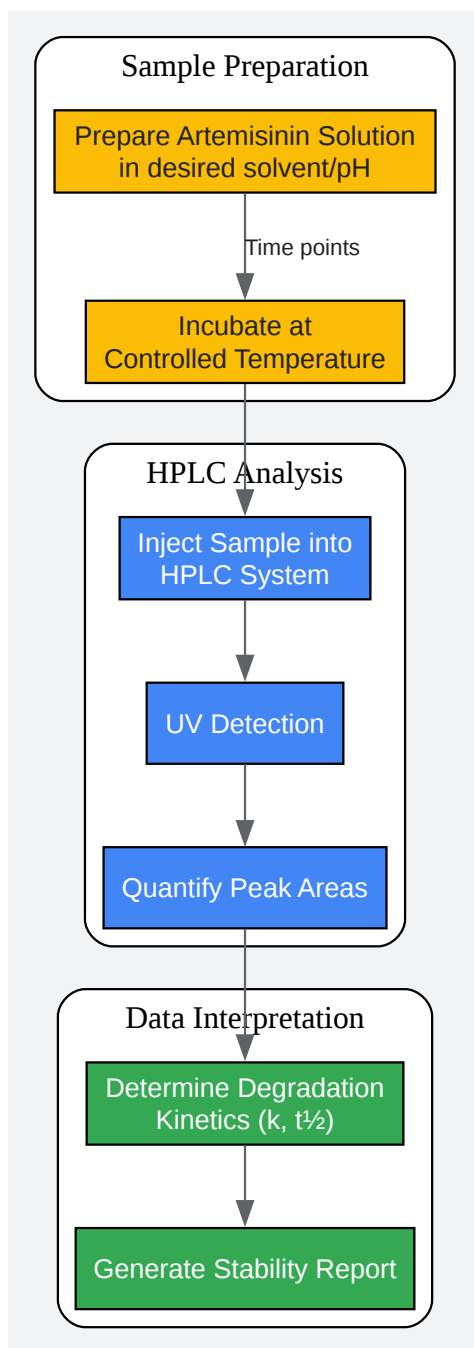 Sample Preparation
Prepare Artemisinin Solution
in desired solvent/pH
Time points
Incubate at
Controlled Temperature
HPLC Analysis
Inject Sample into
HPLC System
UV Detection
Quantify Peak Areas
Data Interpretation
Determine Degradation
Kinetics (k, t½)
Generate Stability Report